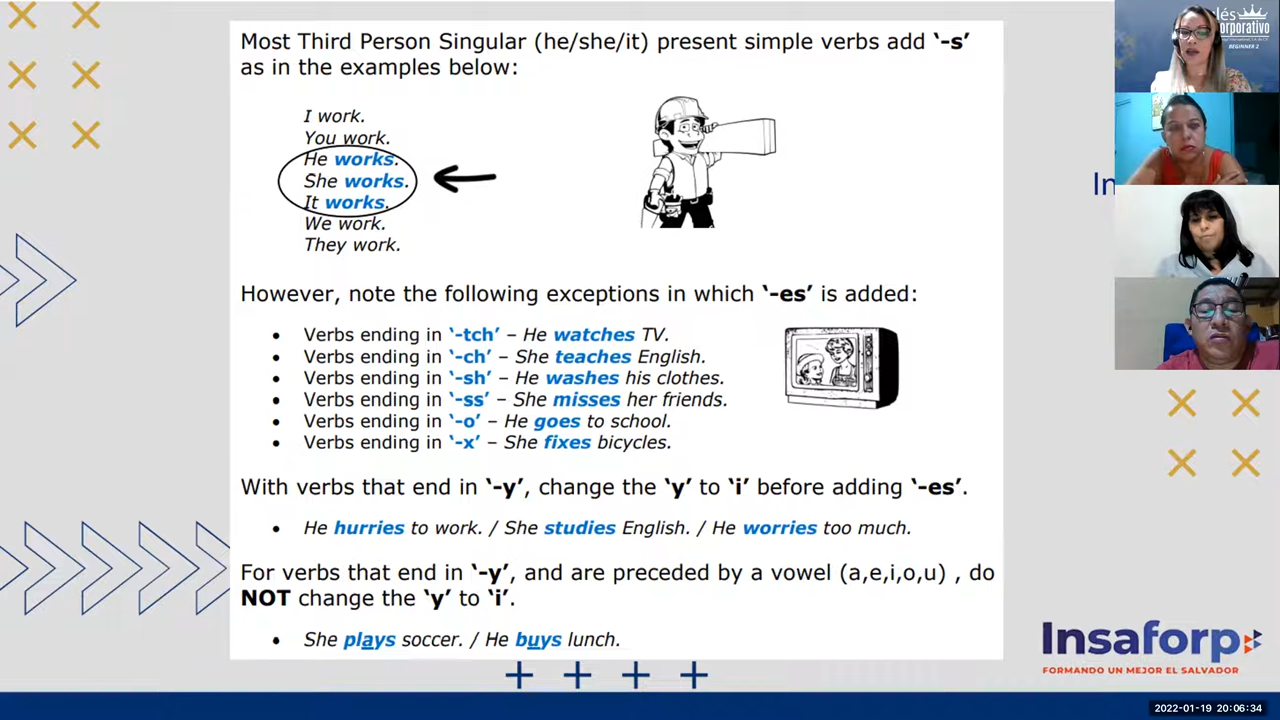 Most Third Person Singular (he/she/it) present simple verbs add ‘-s’
as in the examples below:
I work.
You work.
He works.
She works.
It works.
We work.
They work.
However, note the following exceptions in which ‘-es’ is added:
• Verbs ending in ‘-tch’ – He watches TV.
• Verbs ending in ‘-ch’ – She teaches English.
• Verbs ending in ‘-sh’ – He washes his clothes.
• Verbs ending in ‘-ss’ – She misses her friends.
• Verbs ending in ‘-o’ – He goes to school.
• Verbs ending in ‘-x’ – She fixes bicycles.
With verbs that end in ‘-y’, change the ‘y’ to ‘i’ before adding ‘-es’.
• He hurries to work. / She studies English. / He worries too much.
For verbs that end in ‘-y’, and are preceded by a vowel (a,e,i,o,u) , do
NOT change the ‘y’ to ‘i’.
• She plays soccer. / He buys lunch.
In
lés
orporativo
BEGINNER 2
Insaforp
FORMANDO UN MEJOR EL SALVADOR
2022-01-19 20:06:34